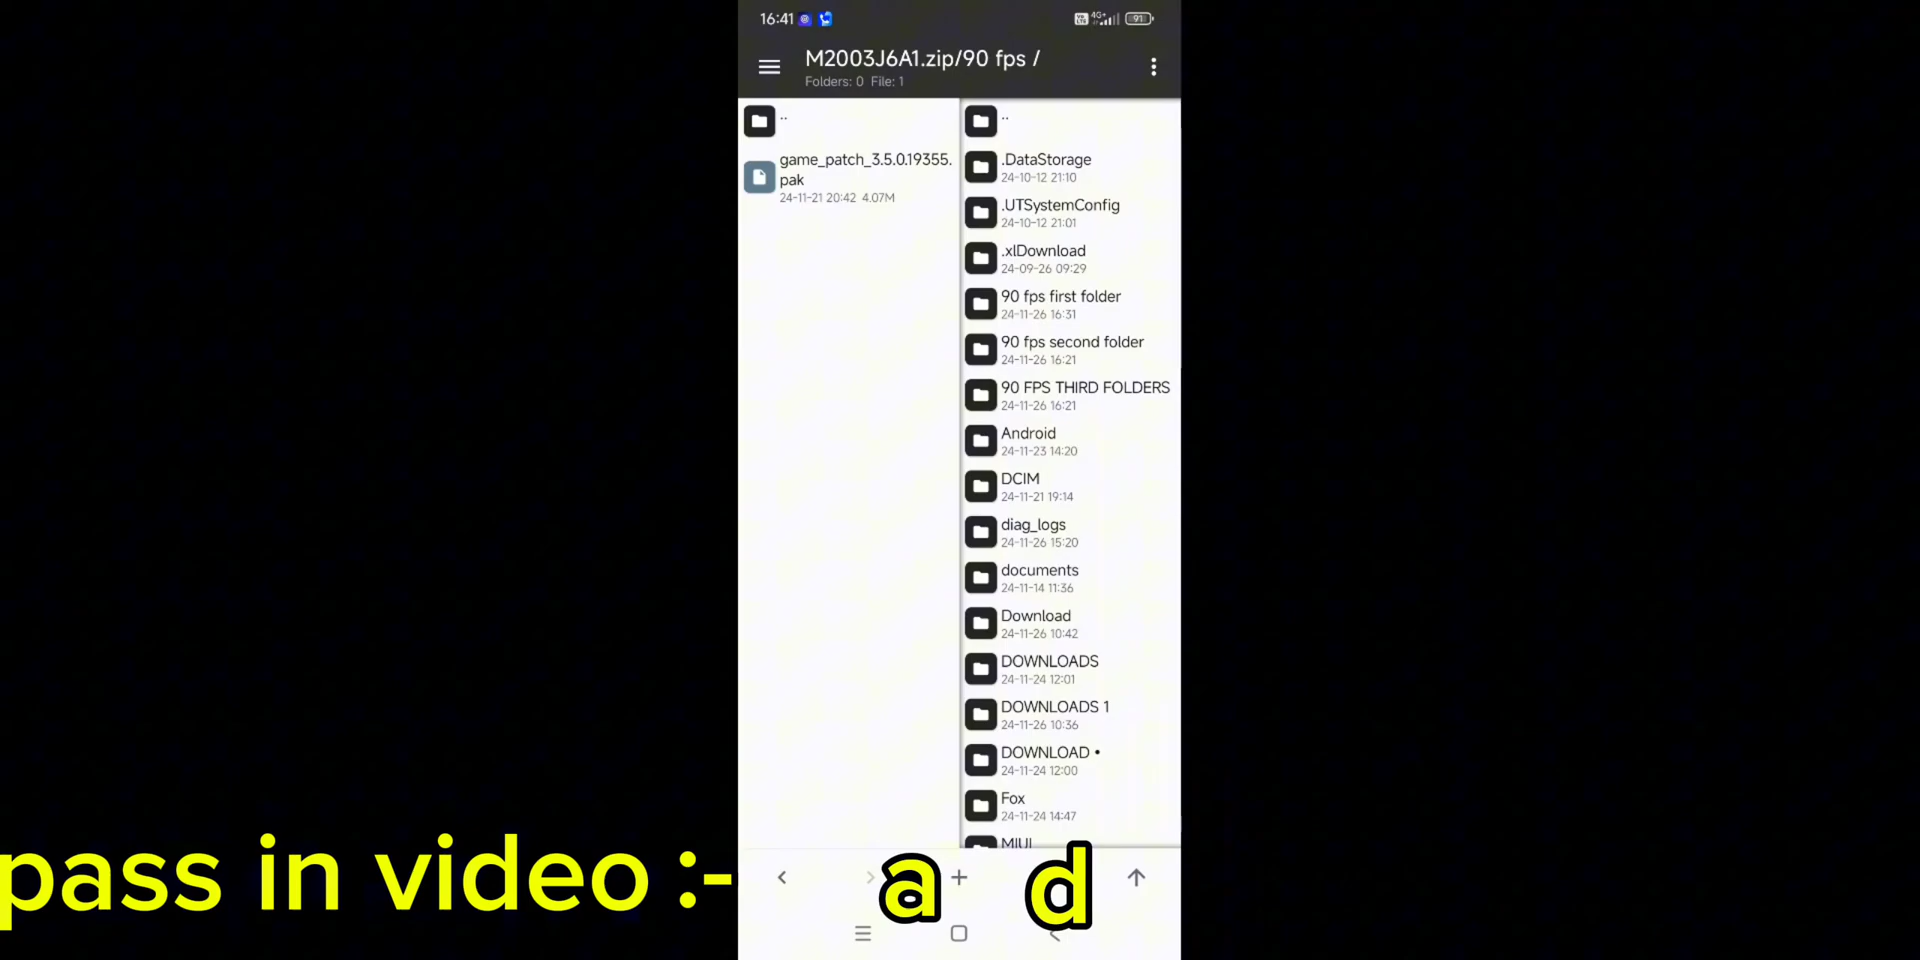 16:41 4G+ 91
M2003J6A1.zip/90 fps /
Folders: 0 File: 1
..
game_patch_3.5.0.19355.
pak
24-11-21 20:42 4.07M
..
.DataStorage
24-10-12 21:10
.UTSystemConfig
24-10-12 21:01
.xlDownload
24-09-26 09:29
90 fps first folder
24-11-26 16:31
90 fps second folder
24-11-26 16:21
90 FPS THIRD FOLDERS
24-11-26 16:21
Android
24-11-23 14:20
DCIM
24-11-21 19:14
diag_logs
24-11-26 15:20
documents
24-11-14 11:36
Download
24-11-26 10:42
DOWNLOADS
24-11-24 12:01
DOWNLOADS 1
24-11-26 10:36
DOWNLOAD •
24-11-24 12:00
Fox
24-11-24 14:47
MIUI
pass in video :- a d